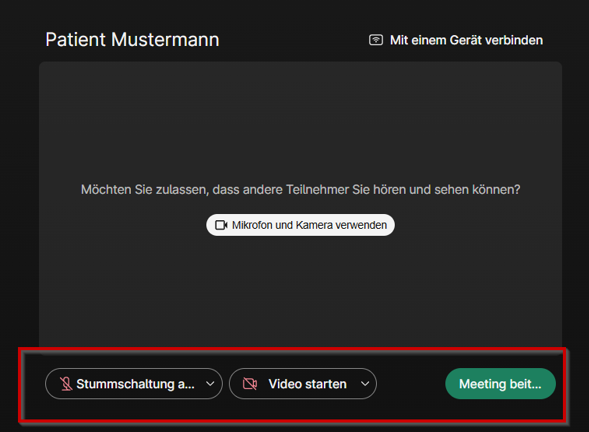 Patient Mustermann
Mit einem Gerät verbinden
Möchten Sie zulassen, dass andere Teilnehmer Sie hören und sehen können?
Mikrofon und Kamera verwenden
Stummschaltung a...
Video starten
Meeting beit...